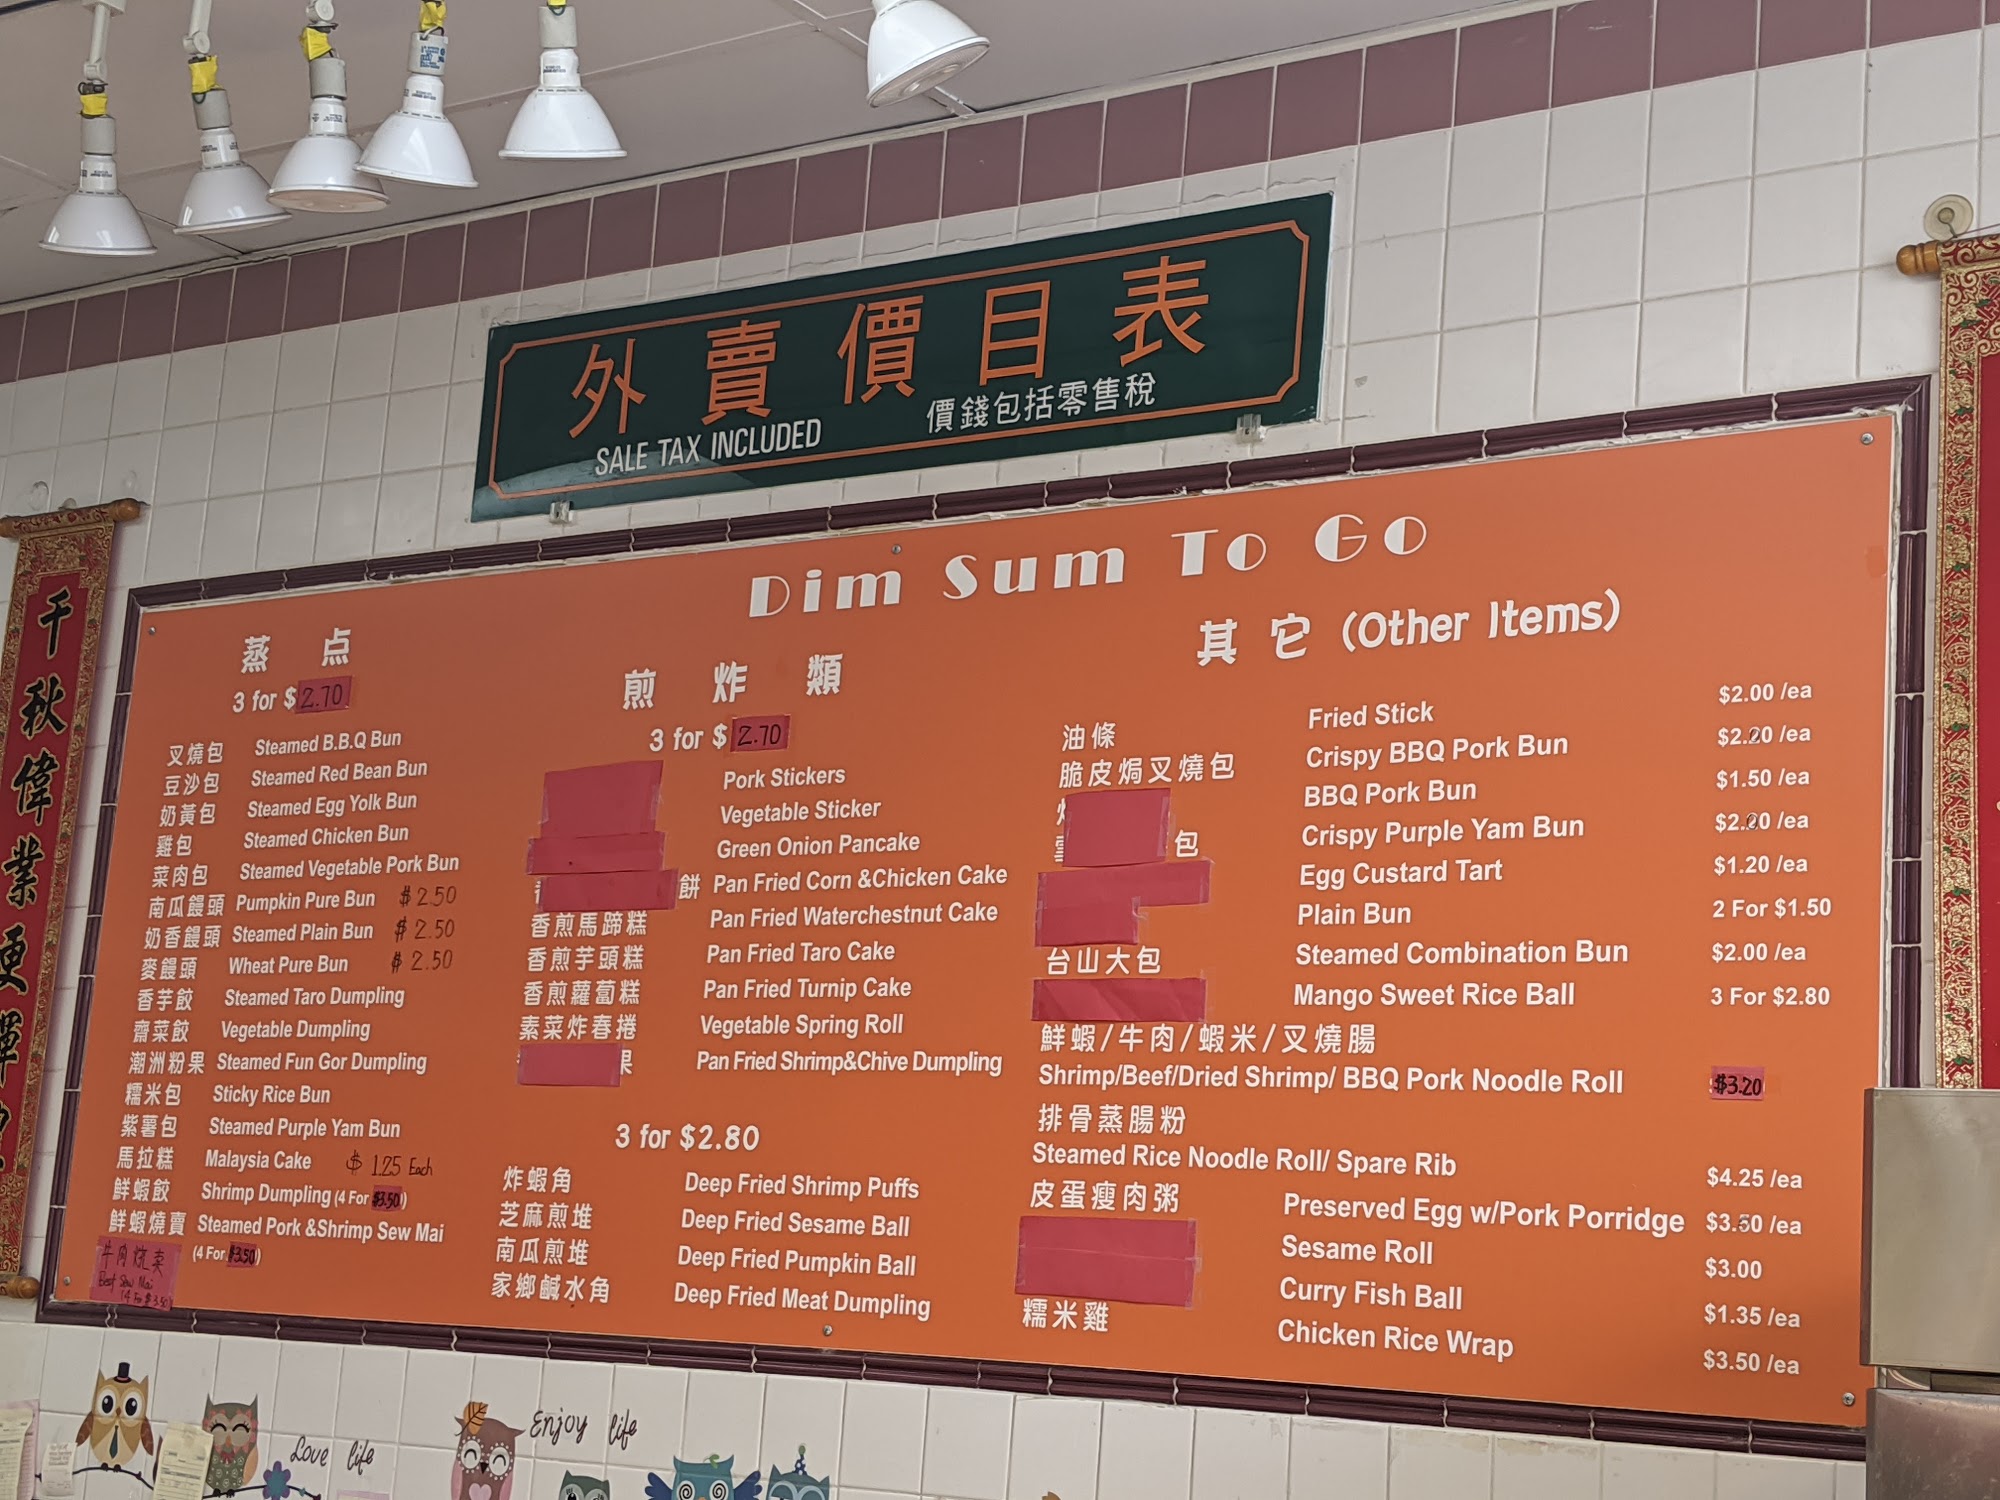 外賣價目表
SALE TAX INCLUDED 價錢包括零售稅
Dim Sum To Go
蒸點
3 for $2.70
叉燒包 Steamed B.B.Q Bun
豆沙包 Steamed Red Bean Bun
奶黃包 Steamed Egg Yolk Bun
雞包 Steamed Chicken Bun
菜肉包 Steamed Vegetable Pork Bun
南瓜饅頭 Pumpkin Pure Bun $2.50
奶香饅頭 Steamed Plain Bun $2.50
麥饅頭 Wheat Pure Bun $2.50
香芋餃 Steamed Taro Dumpling
齋菜餃 Vegetable Dumpling
潮洲粉果 Steamed Fun Gor Dumpling
糯米包 Sticky Rice Bun
紫薯包 Steamed Purple Yam Bun
馬拉糕 Malaysia Cake $1.25 Each
鮮蝦餃 Shrimp Dumpling (4 For $3.50)
鮮蝦燒賣 Steamed Pork &Shrimp Sew Mai
(4 For $3.50)
牛肉燒卖
Beef Sew Mai
(4 For $3.50)
煎炸類
3 for $2.70
Pork Stickers
Vegetable Sticker
Green Onion Pancake
餅 Pan Fried Corn &Chicken Cake
香煎馬蹄糕 Pan Fried Waterchestnut Cake
香煎芋頭糕 Pan Fried Taro Cake
香煎蘿蔔糕 Pan Fried Turnip Cake
素菜炸春捲 Vegetable Spring Roll
果 Pan Fried Shrimp&Chive Dumpling
3 for $2.80
炸蝦角 Deep Fried Shrimp Puffs
芝麻煎堆 Deep Fried Sesame Ball
南瓜煎堆 Deep Fried Pumpkin Ball
家鄉鹹水角 Deep Fried Meat Dumpling
其它 (Other Items)
油條 Fried Stick $2.00 /ea
脆皮焗叉燒包 Crispy BBQ Pork Bun $2.20 /ea
BBQ Pork Bun $1.50 /ea
包 Crispy Purple Yam Bun $2.00 /ea
Egg Custard Tart $1.20 /ea
Plain Bun 2 For $1.50
台山大包 Steamed Combination Bun $2.00 /ea
Mango Sweet Rice Ball 3 For $2.80
鮮蝦/牛肉/蝦米/叉燒腸
Shrimp/Beef/Dried Shrimp/ BBQ Pork Noodle Roll $3.20
排骨蒸腸粉
Steamed Rice Noodle Roll/ Spare Rib $4.25 /ea
皮蛋瘦肉粥 Preserved Egg w/Pork Porridge $3.50 /ea
Sesame Roll $3.00
Curry Fish Ball $1.35 /ea
糯米雞 Chicken Rice Wrap $3.50 /ea
千秋偉業更輝
Love life
Enjoy life